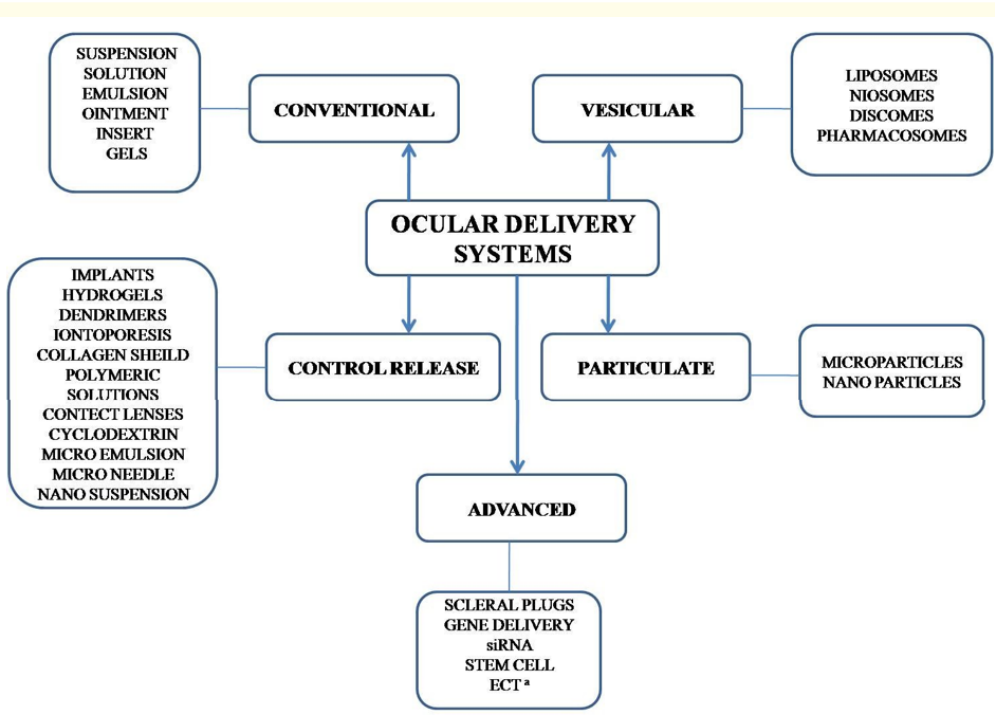 SUSPENSION
SOLUTION
EMULSION
OINTMENT
INSERT
GELS
CONVENTIONAL
VESICULAR
LIPOSOMES
NIOSOMES
DISCOMES
PHARMACOSOMES
OCULAR DELIVERY
SYSTEMS
IMPLANTS
HYDROGELS
DENDRIMERS
IONTOPORESIS
COLLAGEN SHEILD
POLYMERIC
SOLUTIONS
CONTECT LENSES
CYCLODEXTRIN
MICRO EMULSION
MICRO NEEDLE
NANO SUSPENSION
CONTROL RELEASE
PARTICULATE
MICROPARTICLES
NANO PARTICLES
ADVANCED
SCLERAL PLUGS
GENE DELIVERY
siRNA
STEM CELL
ECT ª